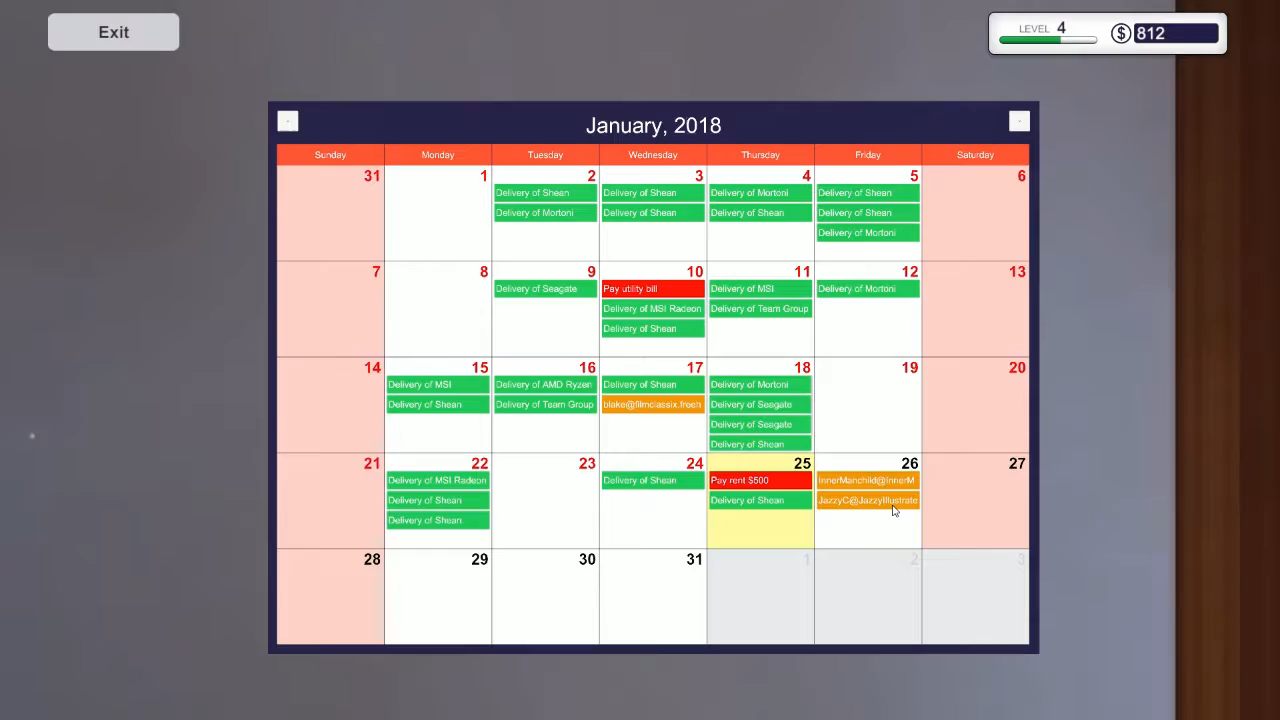 Exit
LEVEL 4
$ 812
January, 2018
Sunday Monday Tuesday Wednesday Thursday Friday Saturday
31 1 2 3 4 5 6
Delivery of Shean Delivery of Shean Delivery of Mortoni Delivery of Shean
Delivery of Mortoni Delivery of Shean Delivery of Shean Delivery of Shean
Delivery of Mortoni
7 8 9 10 11 12 13
Delivery of Seagate Pay utility bill Delivery of MSI Delivery of Mortoni
Delivery of MSI Radeon Delivery of Team Group
Delivery of Shean
14 15 16 17 18 19 20
Delivery of MSI Delivery of AMD Ryzen Delivery of Shean Delivery of Mortoni
Delivery of Shean Delivery of Team Group blake@filmclassix.freeh Delivery of Seagate
Delivery of Seagate
Delivery of Shean
21 22 23 24 25 26 27
Delivery of MSI Radeon Delivery of Shean Pay rent $500 InnerManchild@InnerM
Delivery of Shean Delivery of Shean JazzyC@JazzyIllustrate
Delivery of Shean
28 29 30 31 1 2 3